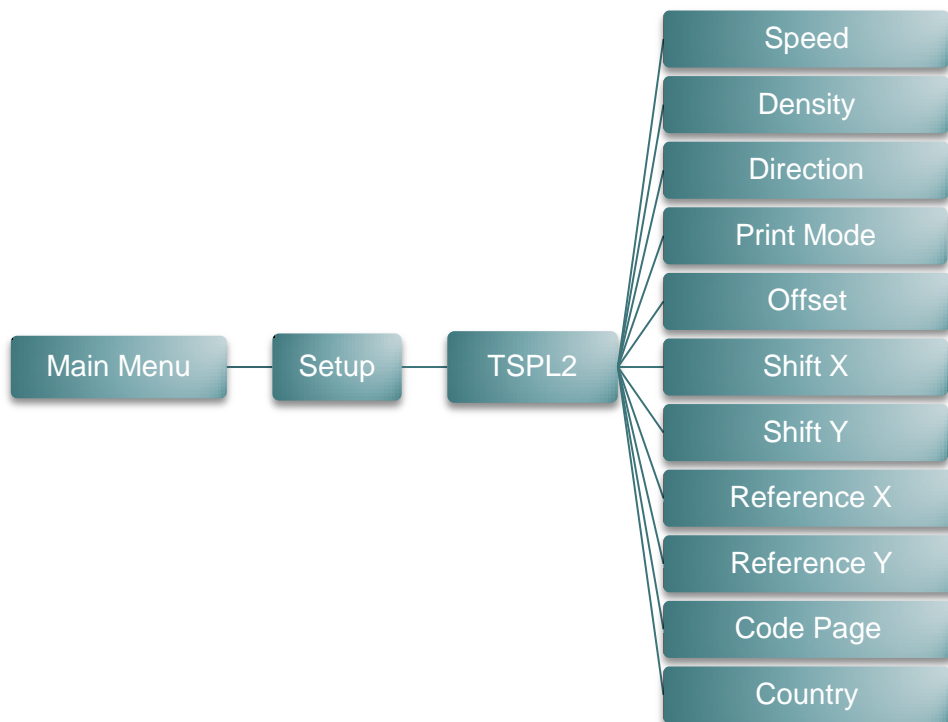 Speed
Density
Direction
Print Mode
Offset
Main Menu
Setup
TSPL2
Shift X
Shift Y
Reference X
Reference Y
Code Page
Country